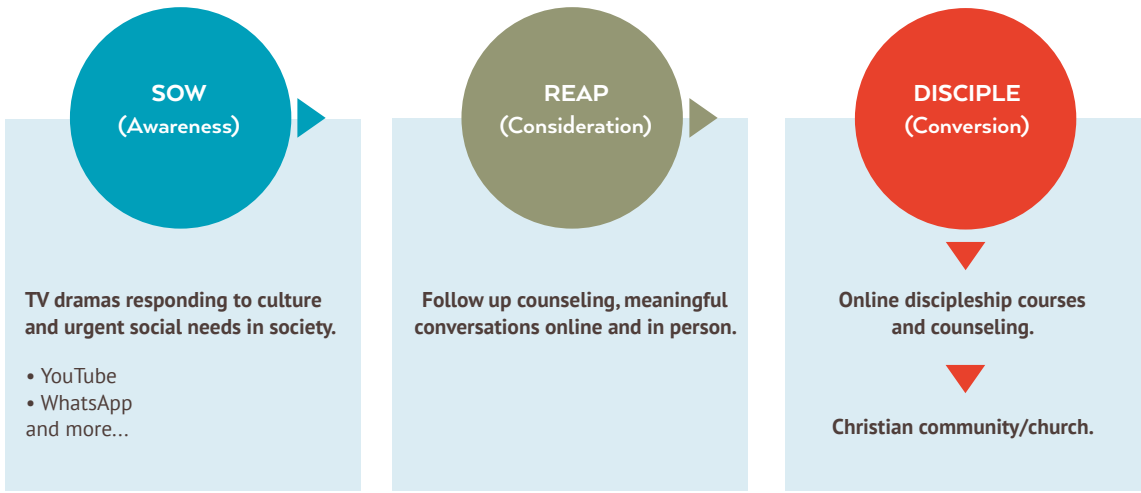 SOW
(Awareness)
TV dramas responding to culture
and urgent social needs in society.
• YouTube
• WhatsApp
and more...
REAP
(Consideration)
Follow up counseling, meaningful
conversations online and in person.
DISCIPLE
(Conversion)
Online discipleship courses
and counseling.
Christian community/church.